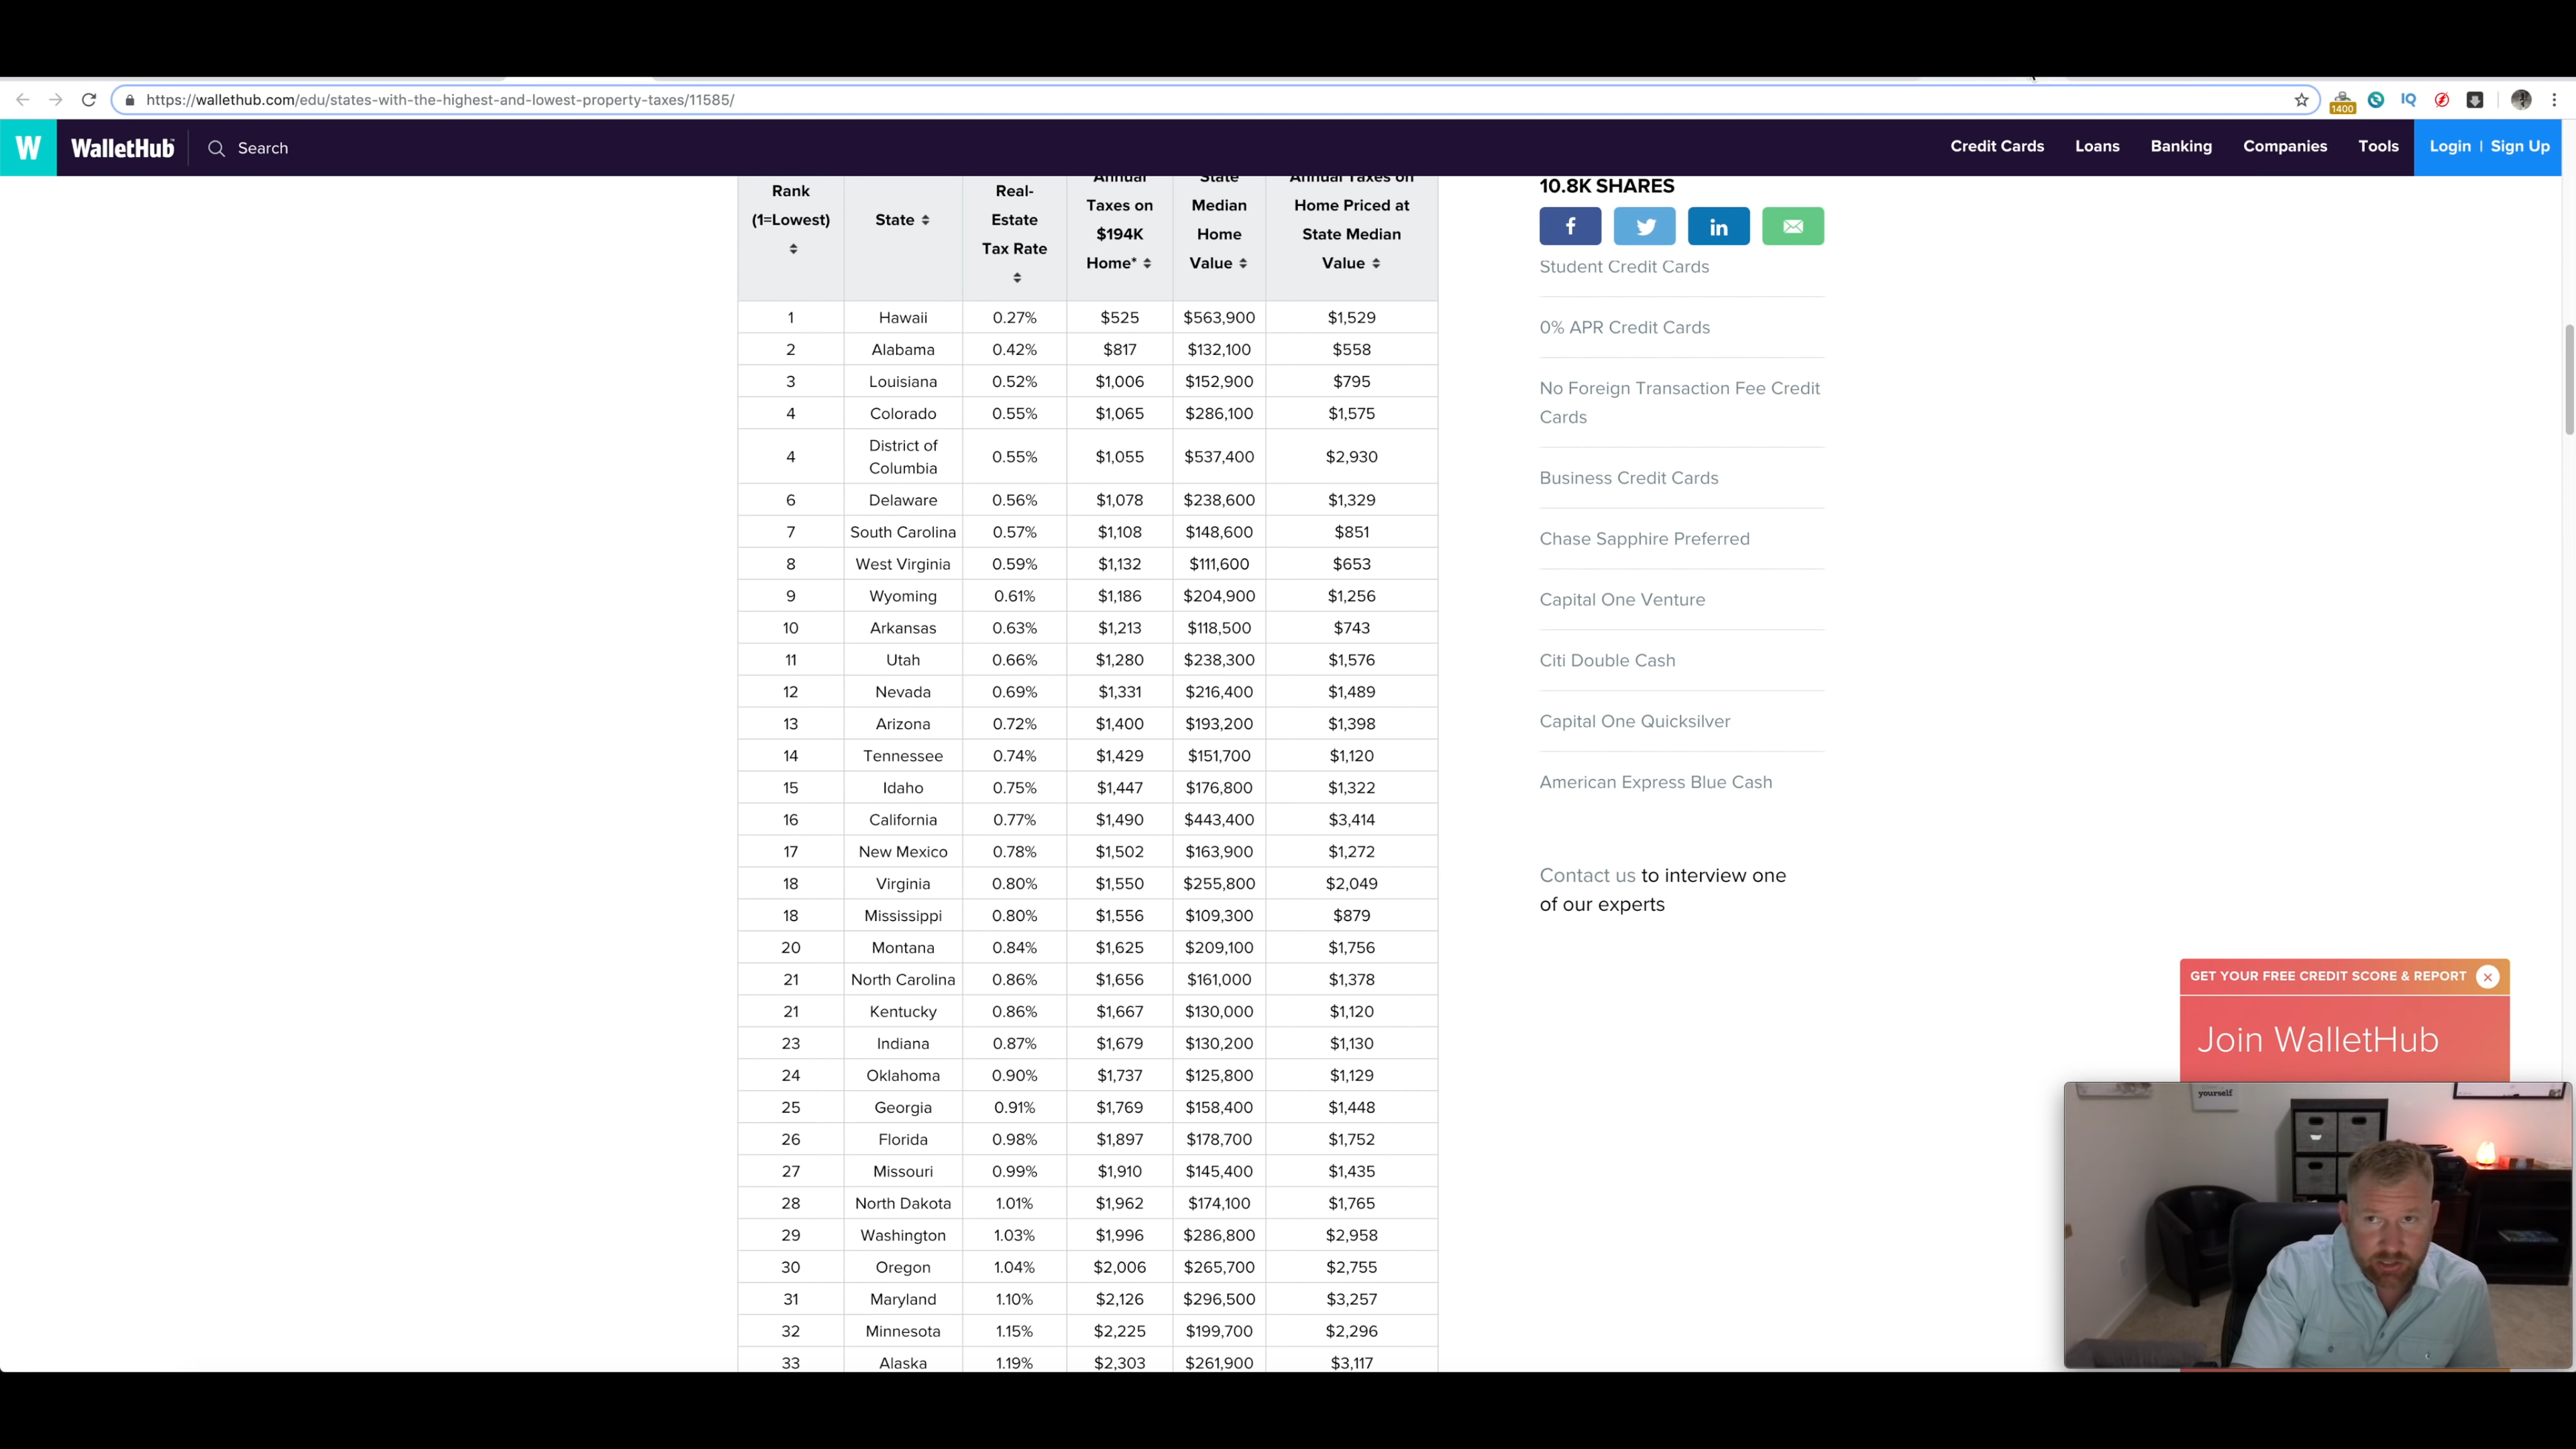 https://wallethub.com/edu/states-with-the-highest-and-lowest-property-taxes/11585/
1400
IQ
W WalletHub Search Credit Cards Loans Banking Companies Tools Login | Sign Up
Rank (1=Lowest)
State
Real-Estate Tax Rate
Annual Taxes on $194K Home*
State Median Home Value
Annual Taxes on Home Priced at State Median Value
1 Hawaii 0.27% $525 $563,900 $1,529
2 Alabama 0.42% $817 $132,100 $558
3 Louisiana 0.52% $1,006 $152,900 $795
4 Colorado 0.55% $1,065 $286,100 $1,575
4 District of Columbia 0.55% $1,055 $537,400 $2,930
6 Delaware 0.56% $1,078 $238,600 $1,329
7 South Carolina 0.57% $1,108 $148,600 $851
8 West Virginia 0.59% $1,132 $111,600 $653
9 Wyoming 0.61% $1,186 $204,900 $1,256
10 Arkansas 0.63% $1,213 $118,500 $743
11 Utah 0.66% $1,280 $238,300 $1,576
12 Nevada 0.69% $1,331 $216,400 $1,489
13 Arizona 0.72% $1,400 $193,200 $1,398
14 Tennessee 0.74% $1,429 $151,700 $1,120
15 Idaho 0.75% $1,447 $176,800 $1,322
16 California 0.77% $1,490 $443,400 $3,414
17 New Mexico 0.78% $1,502 $163,900 $1,272
18 Virginia 0.80% $1,550 $255,800 $2,049
18 Mississippi 0.80% $1,556 $109,300 $879
20 Montana 0.84% $1,625 $209,100 $1,756
21 North Carolina 0.86% $1,656 $161,000 $1,378
21 Kentucky 0.86% $1,667 $130,000 $1,120
23 Indiana 0.87% $1,679 $130,200 $1,130
24 Oklahoma 0.90% $1,737 $125,800 $1,129
25 Georgia 0.91% $1,769 $158,400 $1,448
26 Florida 0.98% $1,897 $178,700 $1,752
27 Missouri 0.99% $1,910 $145,400 $1,435
28 North Dakota 1.01% $1,962 $174,100 $1,765
29 Washington 1.03% $1,996 $286,800 $2,958
30 Oregon 1.04% $2,006 $265,700 $2,755
31 Maryland 1.10% $2,126 $296,500 $3,257
32 Minnesota 1.15% $2,225 $199,700 $2,296
33 Alaska 1.19% $2,303 $261,900 $3,117
10.8K SHARES
Student Credit Cards
0% APR Credit Cards
No Foreign Transaction Fee Credit
Cards
Business Credit Cards
Chase Sapphire Preferred
Capital One Venture
Citi Double Cash
Capital One Quicksilver
American Express Blue Cash
Contact us to interview one
of our experts
GET YOUR FREE CREDIT SCORE & REPORT
Join WalletHub
yourself